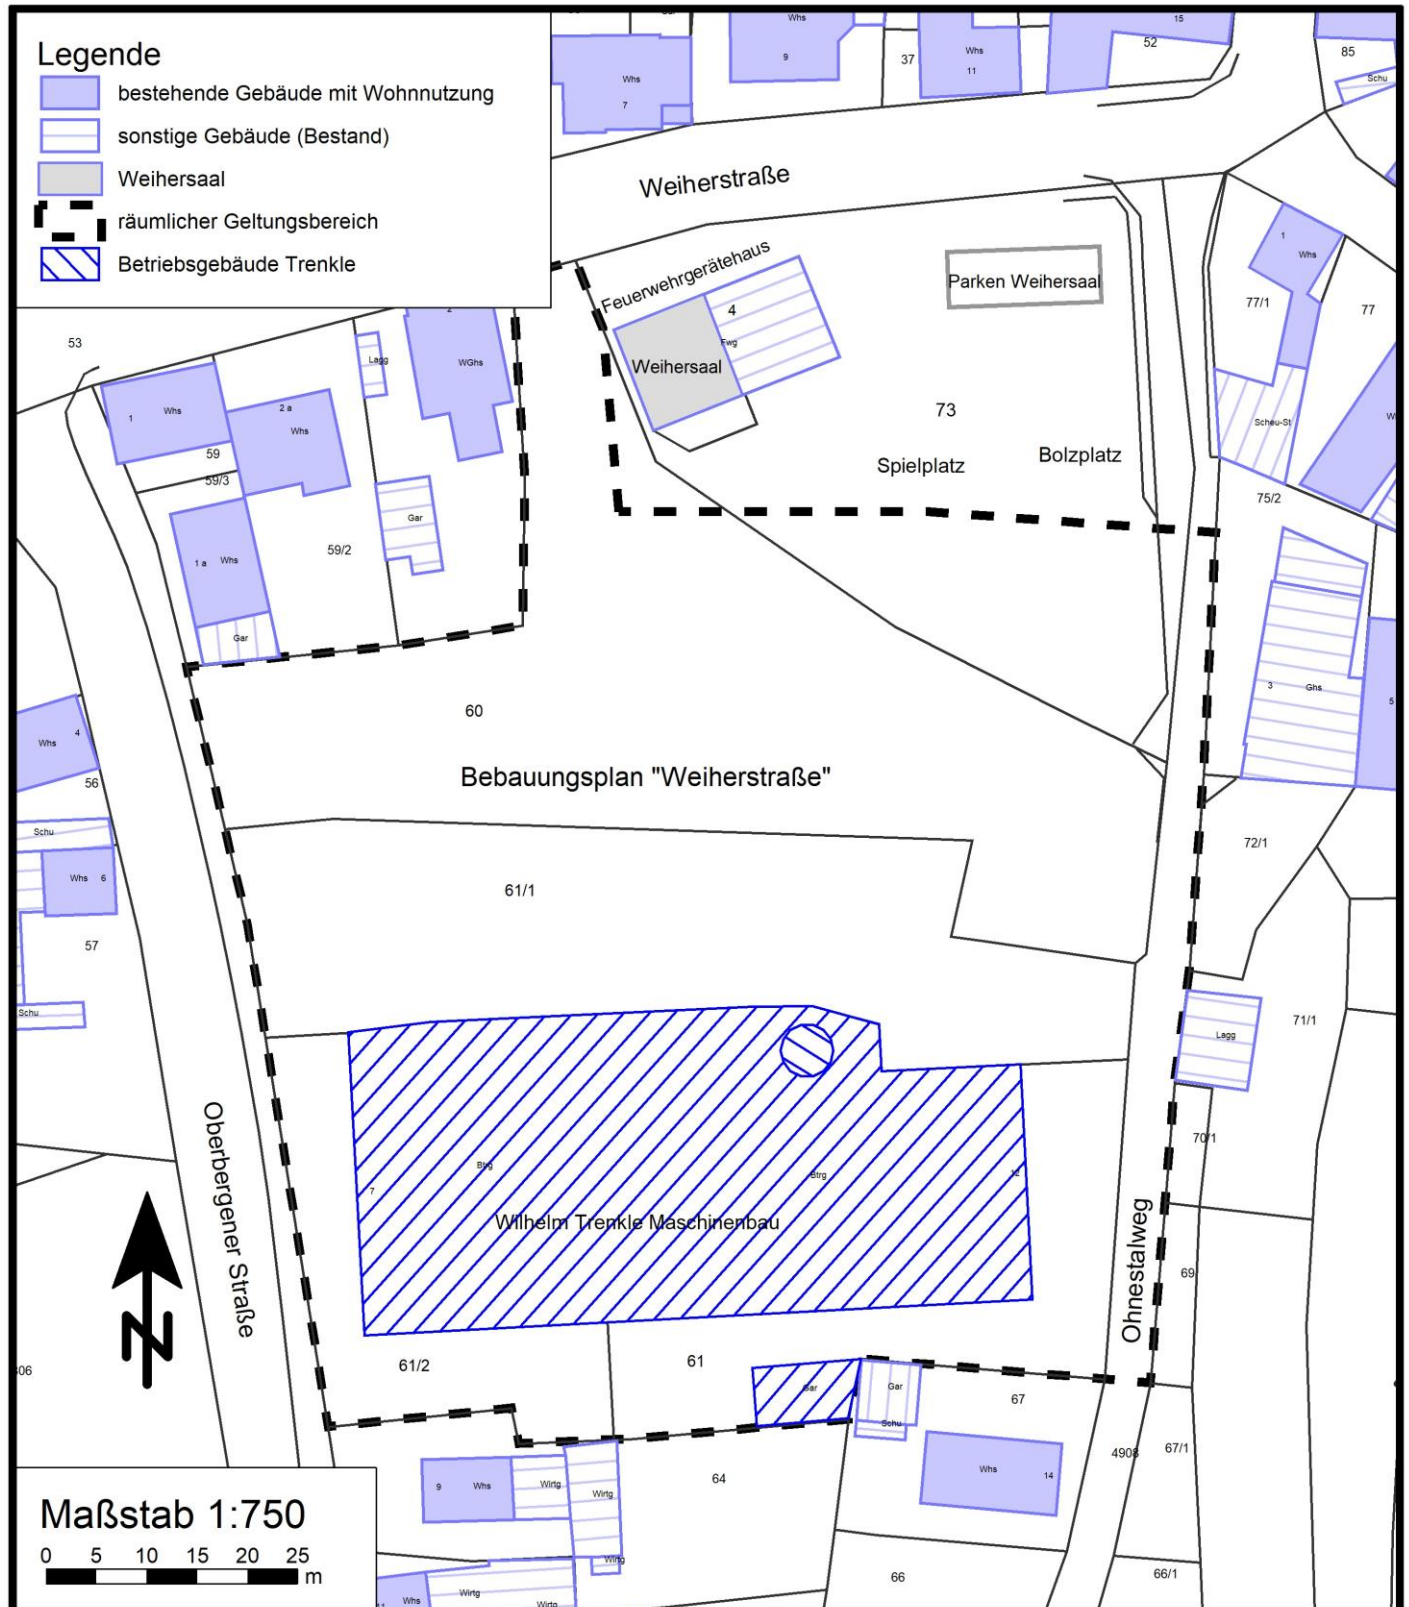 Legende
bestehende Gebäude mit Wohnnutzung
sonstige Gebäude (Bestand)
Weihersaal
räumlicher Geltungsbereich
Betriebsgebäude Trenkle
Whs
7
Whs
9
37
Whs
11
15
52
85
Schu
Weiherstraße
Feuerwehrgerätehaus
4
Fwg
Weihersaal
Parken Weihersaal
73
Spielplatz
Bolzplatz
1
Whs
77/1
77
Scheu-St
75/2
53
1
Whs
2 a
Whs
59
59/3
1 a
Whs
Gar
59/2
Lagg
WGhs
Gar
3
Ghs
5
60
Bebauungsplan "Weiherstraße"
4
Whs
56
Schu
Whs
6
57
Schu
72/1
61/1
71/1
Lagg
70/1
Oberbergener Straße
Btrg
7
Btrg
12
Wilhelm Trenkle Maschinenbau
Ohnestalweg
69
61/2
61
Gar
Gar
Schu
67
4908
67/1
9
Whs
Wirtg
Wirtg
Wirtg
64
Whs
14
66
66/1
Whs
Wirtg
Wirtg
Maßstab 1:750
0 5 10 15 20 25 m